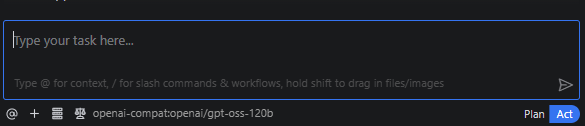 Type your task here...
Type @ for context, / for slash commands & workflows, hold shift to drag in files/images
@ + openai-compat:openai/gpt-oss-120b Plan Act